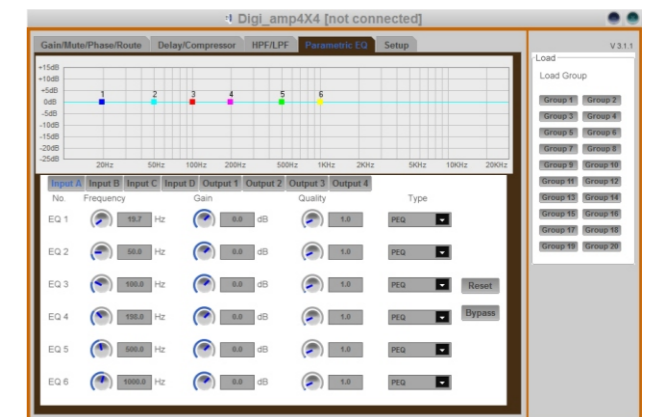 Digi_amp4X4 [not connected]
Gain/Mute/Phase/Route Delay/Compressor HPF/LPF Parametric EQ Setup
V 3.1.1
Load
Load Group
Group 1 Group 2
Group 3 Group 4
Group 5 Group 6
Group 7 Group 8
Group 9 Group 10
Group 11 Group 12
Group 13 Group 14
Group 15 Group 16
Group 17 Group 18
Group 19 Group 20
+15dB
+10dB
+5dB
0dB
-5dB
-10dB
-15dB
-20dB
-25dB
1 2 3 4 5 6
20Hz 50Hz 100Hz 200Hz 500Hz 1KHz 2KHz 5KHz 10KHz 20KHz
Input A Input B Input C Input D Output 1 Output 2 Output 3 Output 4
No. Frequency Gain Quality Type
EQ 1 19.7 Hz 0.0 dB 1.0 PEQ
EQ 2 50.0 Hz 0.0 dB 1.0 PEQ
EQ 3 100.0 Hz 0.0 dB 1.0 PEQ Reset
EQ 4 198.0 Hz 0.0 dB 1.0 PEQ Bypass
EQ 5 500.0 Hz 0.0 dB 1.0 PEQ
EQ 6 1000.0 Hz 0.0 dB 1.0 PEQ